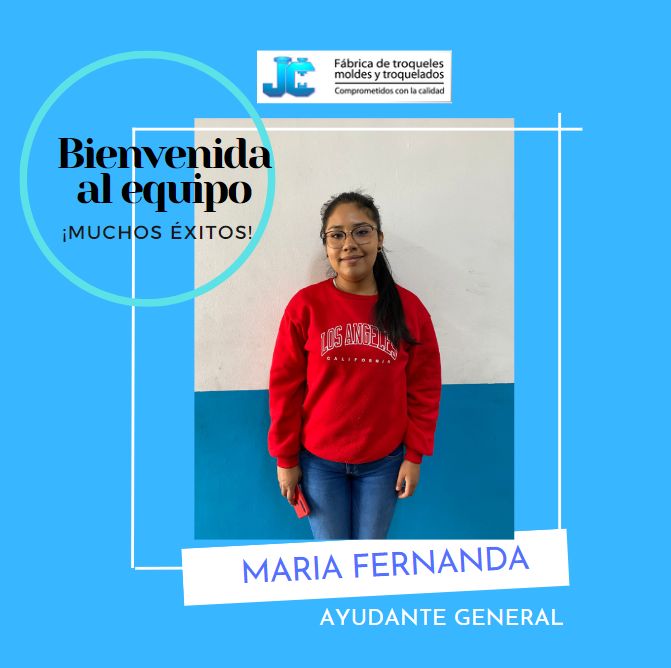 JC
Fábrica de troqueles
moldes y troquelados
Comprometidos con la calidad
Bienvenida
al equipo
¡MUCHOS ÉXITOS!
LOS ANGELES
CALIFORNIA
MARIA FERNANDA
AYUDANTE GENERAL